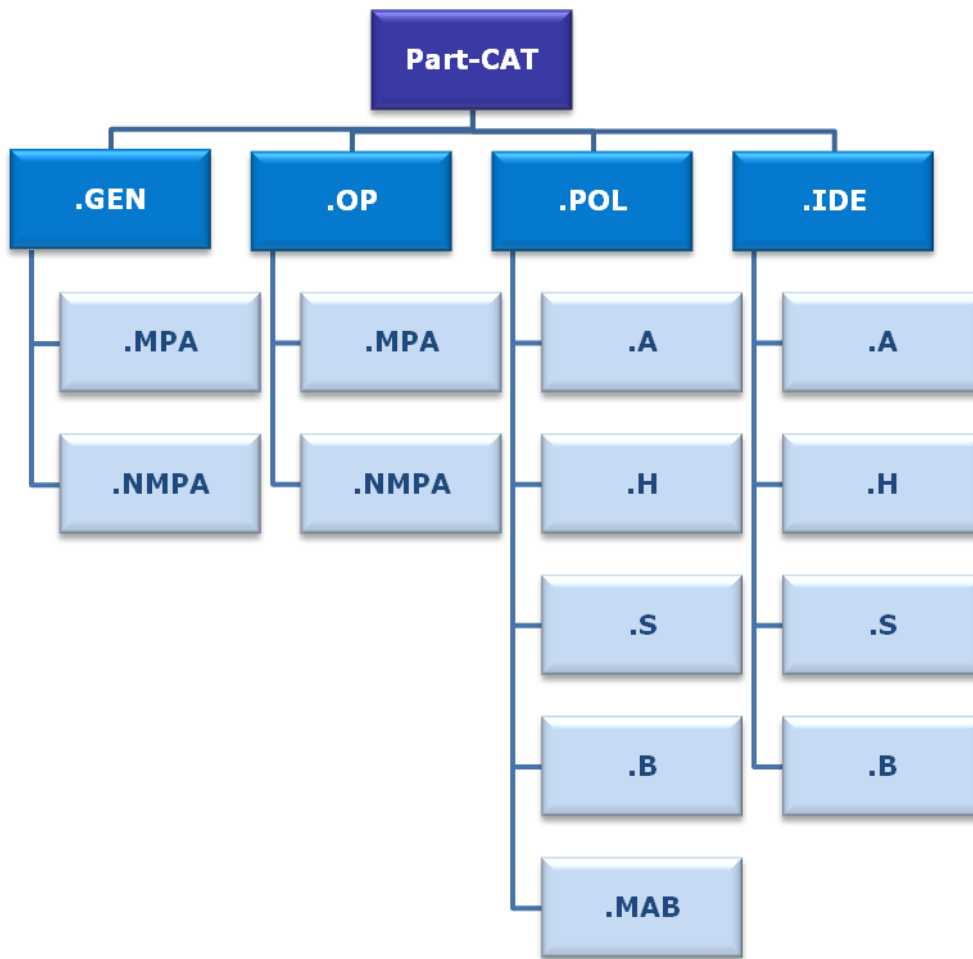 Part-CAT
.GEN
.OP
.POL
.IDE
.MPA
.MPA
.A
.A
.NMPA
.NMPA
.H
.H
.S
.S
.B
.B
.MAB